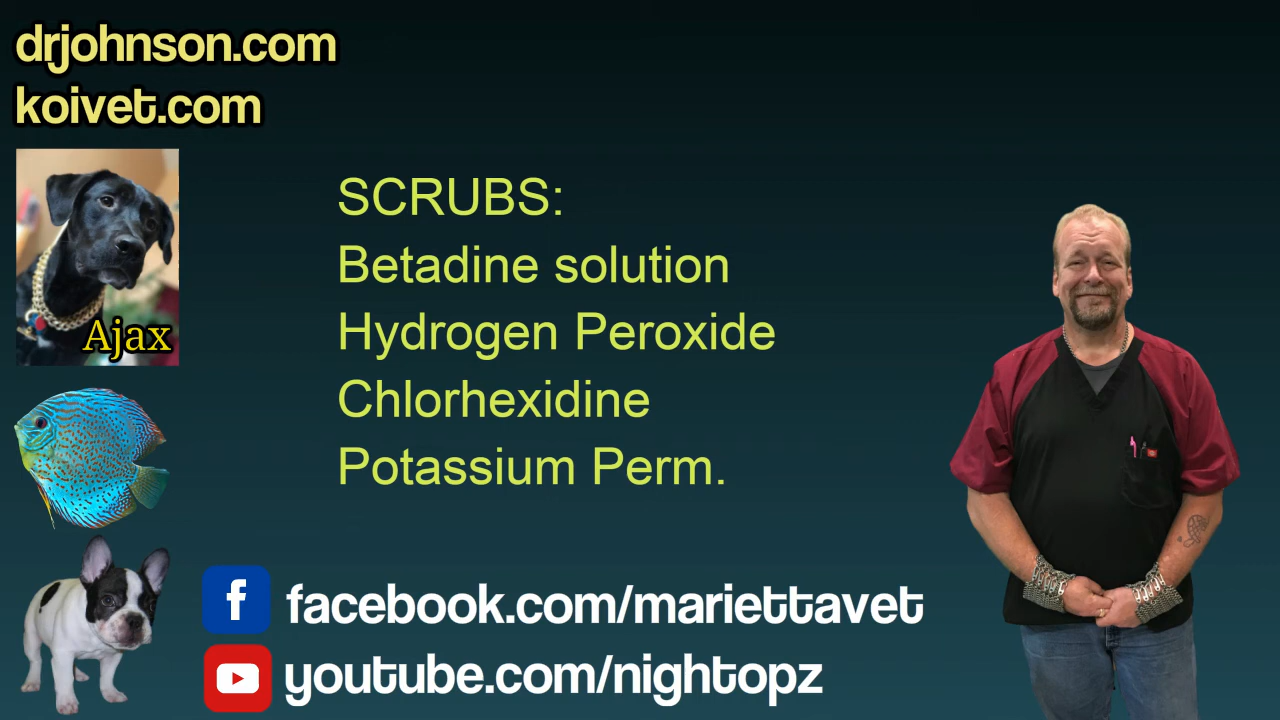 drjohnson.com
koivet.com
Ajax
SCRUBS:
Betadine solution
Hydrogen Peroxide
Chlorhexidine
Potassium Perm.
facebook.com/mariettavet
youtube.com/nightopz